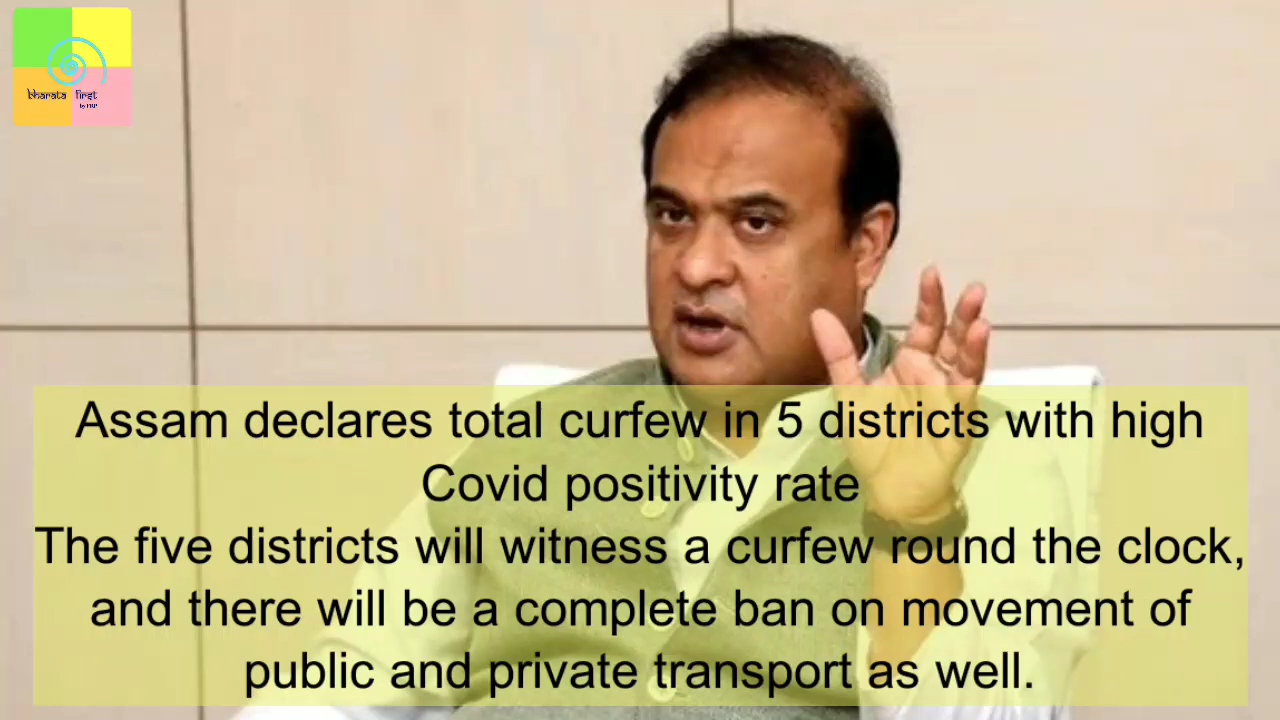 bharata first
Assam declares total curfew in 5 districts with high
Covid positivity rate
The five districts will witness a curfew round the clock,
and there will be a complete ban on movement of
public and private transport as well.